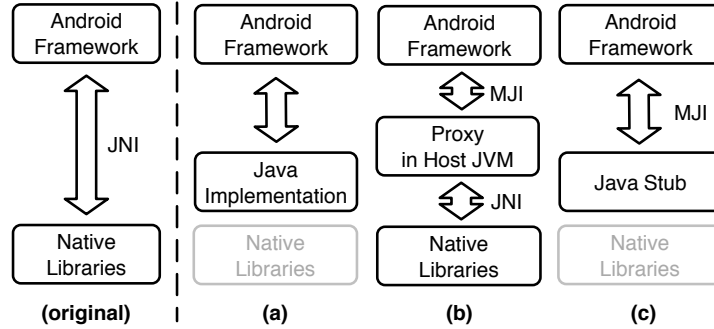 Android
Framework
JNI
Native
Libraries
(original)
Android
Framework
Java
Implementation
Native
Libraries
(a)
Android
Framework
MJI
Proxy
in Host JVM
JNI
Native
Libraries
(b)
Android
Framework
MJI
Java Stub
Native
Libraries
(c)